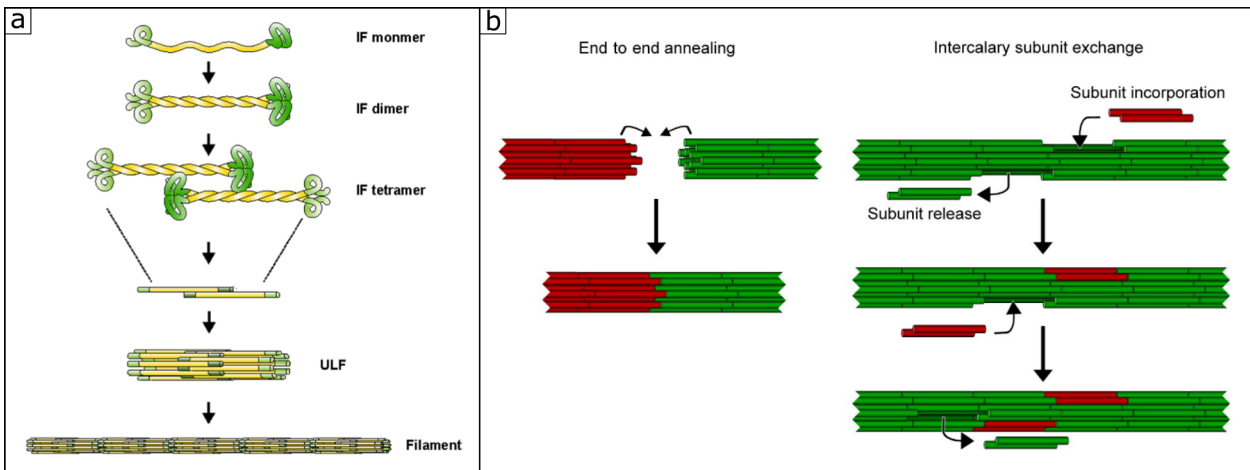 a
IF monmer
IF dimer
IF tetramer
ULF
Filament
b
End to end annealing
Intercalary subunit exchange
Subunit incorporation
Subunit release